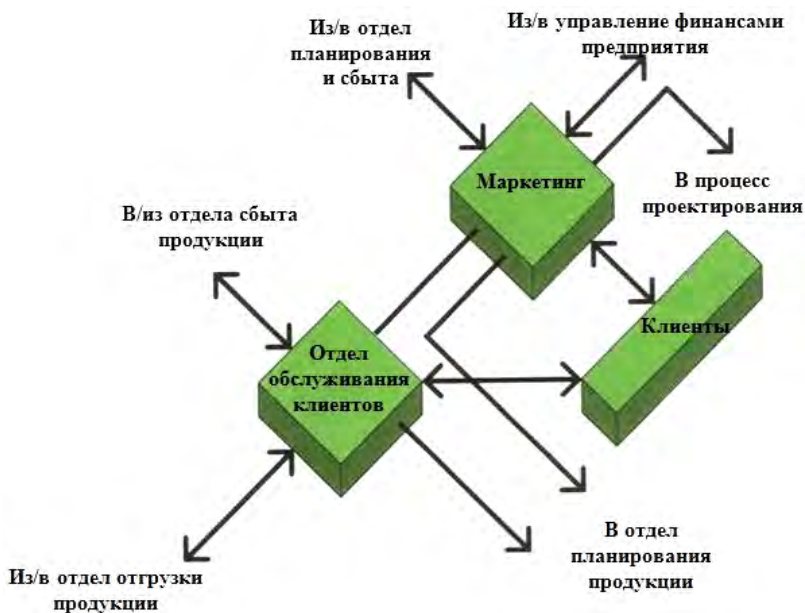 Из/в отдел
планирования
и сбыта
Из/в управление финансами
предприятия
Маркетинг
В процесс
проектирования
В/из отдела сбыта
продукции
Клиенты
Отдел
обслуживания
клиентов
В отдел
планирования
продукции
Из/в отдел отгрузки
продукции